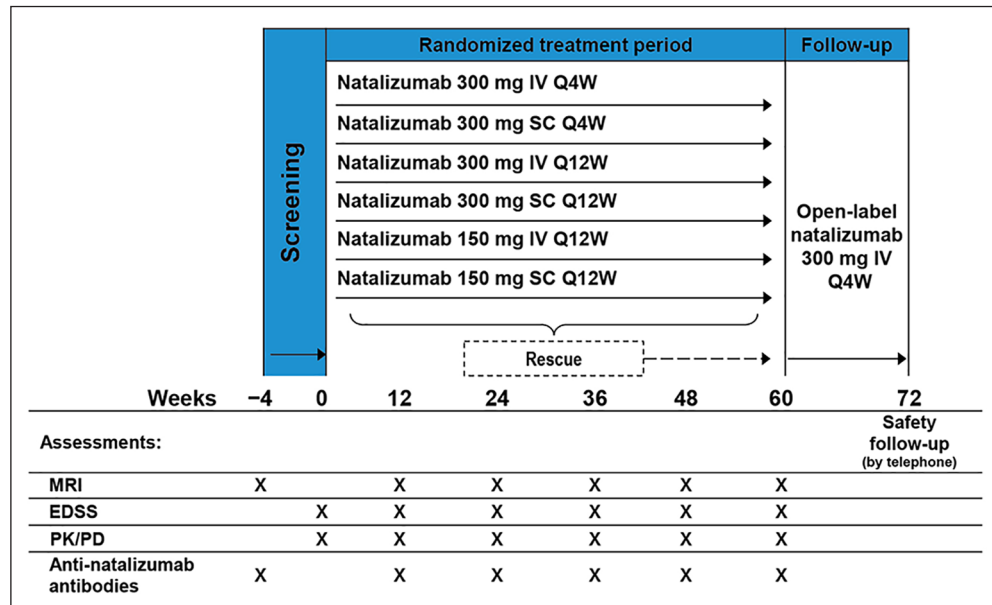 Randomized treatment period Follow-up
Screening
Natalizumab 300 mg IV Q4W
Natalizumab 300 mg SC Q4W
Natalizumab 300 mg IV Q12W
Natalizumab 300 mg SC Q12W
Natalizumab 150 mg IV Q12W
Natalizumab 150 mg SC Q12W
Open-label
natalizumab
300 mg IV
Q4W
Rescue
Weeks −4 0 12 24 36 48 60 72
Assessments:
Safety
follow-up
(by telephone)
MRI X X X X X X
EDSS X X X X X X
PK/PD X X X X X X
Anti-natalizumab
antibodies X X X X X X